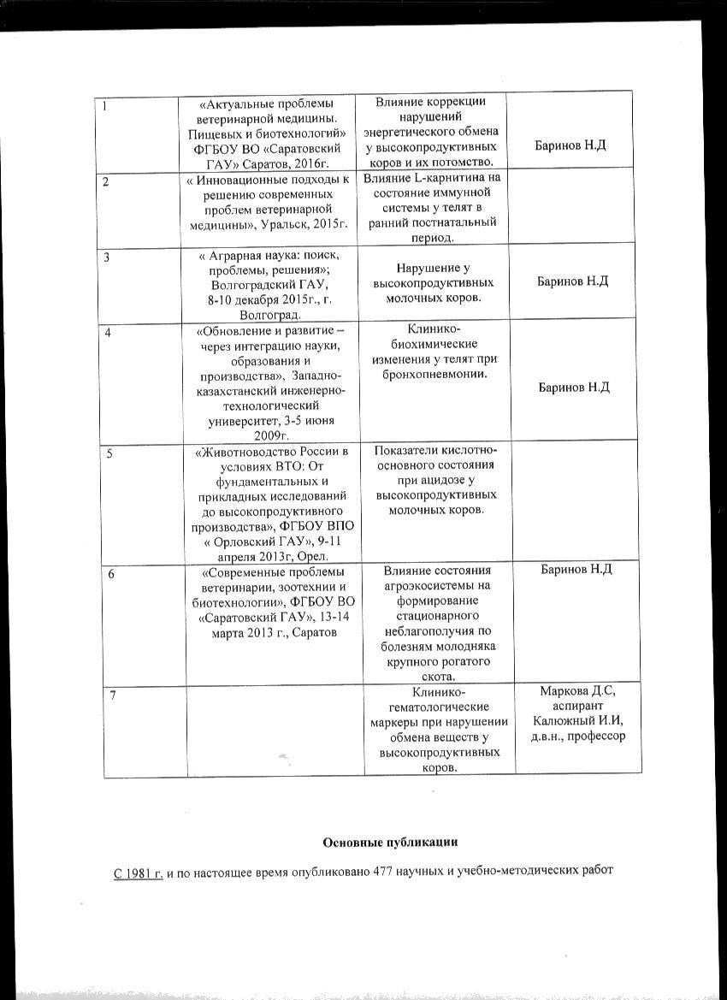 1
«Актуальные проблемы
ветеринарной медицины.
Пищевых и биотехнологий»
ФГБОУ ВО «Саратовский
ГАУ» Саратов, 2016г.
Влияние коррекции
нарушений
энергетического обмена
у высокопродуктивных
коров и их потомство.
Баринов Н.Д
2
« Инновационные подходы к
решению современных
проблем ветеринарной
медицины», Уральск, 2015г.
Влияние L-карнитина на
состояние иммунной
системы у телят в
ранний постнатальный
период.
3
« Аграрная наука: поиск,
проблемы, решения»;
Волгоградский ГАУ,
8-10 декабря 2015г., г.
Волгоград.
Нарушение у
высокопродуктивных
молочных коров.
Баринов Н.Д
4
«Обновление и развитие –
через интеграцию науки,
образования и
производства», Западно-
казахстанский инженерно-
технологический
университет, 3-5 июня
2009г.
Клинико-
биохимические
изменения у телят при
бронхопневмонии.
Баринов Н.Д
5
«Животноводство России в
условиях ВТО: От
фундаментальных и
прикладных исследований
до высокопродуктивного
производства», ФГБОУ ВПО
« Орловский ГАУ», 9-11
апреля 2013г, Орел.
Показатели кислотно-
основного состояния
при ацидозе у
высокопродуктивных
молочных коров.
6
«Современные проблемы
ветеринарии, зоотехнии и
биотехнологии», ФГБОУ ВО
«Саратовский ГАУ», 13-14
марта 2013 г., Саратов
Влияние состояния
агроэкосистемы на
формирование
стационарного
неблагополучия по
болезням молодняка
крупного рогатого
скота.
Баринов Н.Д
7
Клинико-
гематологические
маркеры при нарушении
обмена веществ у
высокопродуктивных
коров.
Маркова Д.С,
аспирант
Калюжный И.И,
д.в.н., профессор
Основные публикации
С 1981 г. и по настоящее время опубликовано 477 научных и учебно-методических работ